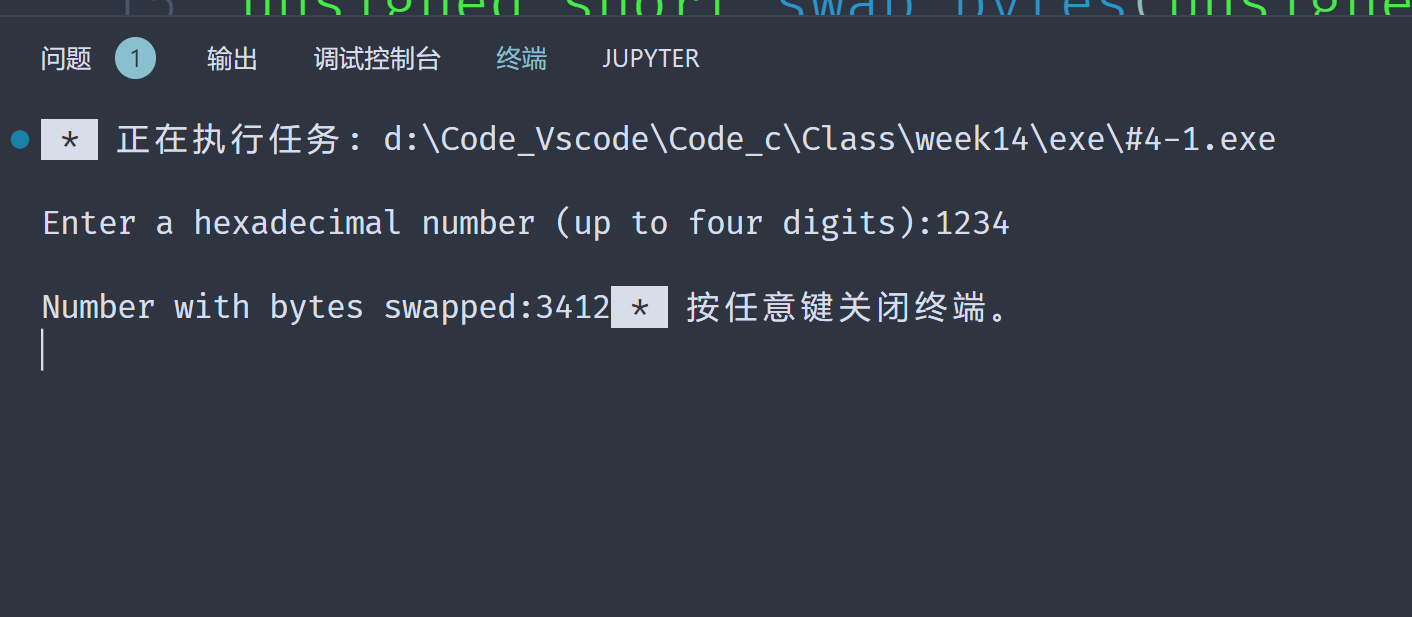 unsigned short swap_bytes(unsigne
问题 1 输出 调试控制台 终端 JUPYTER
* 正在执行任务: d:\Code_Vscode\Code_c\Class\week14\exe\#4-1.exe
Enter a hexadecimal number (up to four digits):1234
Number with bytes swapped:3412 * 按任意键关闭终端。